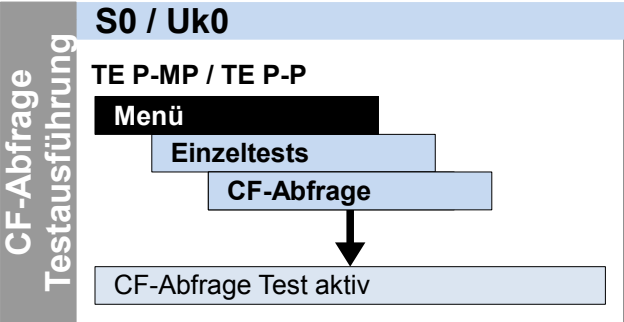 CF-Abfrage
Testausführung
S0 / Uk0
TE P-MP / TE P-P
Menü
Einzeltests
CF-Abfrage
CF-Abfrage Test aktiv